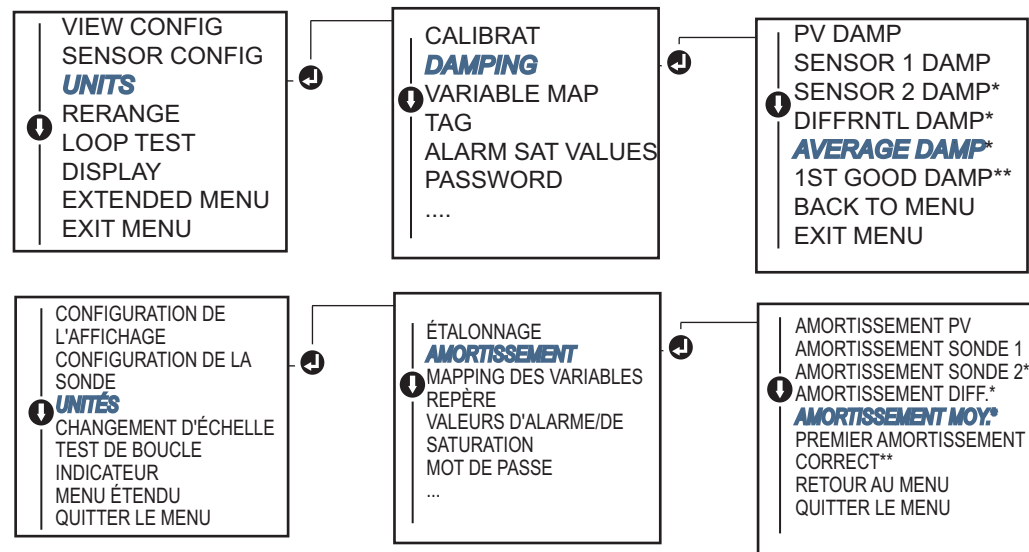 VIEW CONFIG
SENSOR CONFIG
UNITS
RERANGE
LOOP TEST
DISPLAY
EXTENDED MENU
EXIT MENU
CALIBRAT
DAMPING
VARIABLE MAP
TAG
ALARM SAT VALUES
PASSWORD
....
PV DAMP
SENSOR 1 DAMP
SENSOR 2 DAMP*
DIFFRNTL DAMP*
AVERAGE DAMP*
1ST GOOD DAMP**
BACK TO MENU
EXIT MENU
CONFIGURATION DE
L'AFFICHAGE
CONFIGURATION DE LA
SONDE
UNITÉS
CHANGEMENT D'ÉCHELLE
TEST DE BOUCLE
INDICATEUR
MENU ÉTENDU
QUITTER LE MENU
ÉTALONNAGE
AMORTISSEMENT
MAPPING DES VARIABLES
REPÈRE
VALEURS D'ALARME/DE
SATURATION
MOT DE PASSE
...
AMORTISSEMENT PV
AMORTISSEMENT SONDE 1
AMORTISSEMENT SONDE 2*
AMORTISSEMENT DIFF.*
AMORTISSEMENT MOY.*
PREMIER AMORTISSEMENT
CORRECT**
RETOUR AU MENU
QUITTER LE MENU